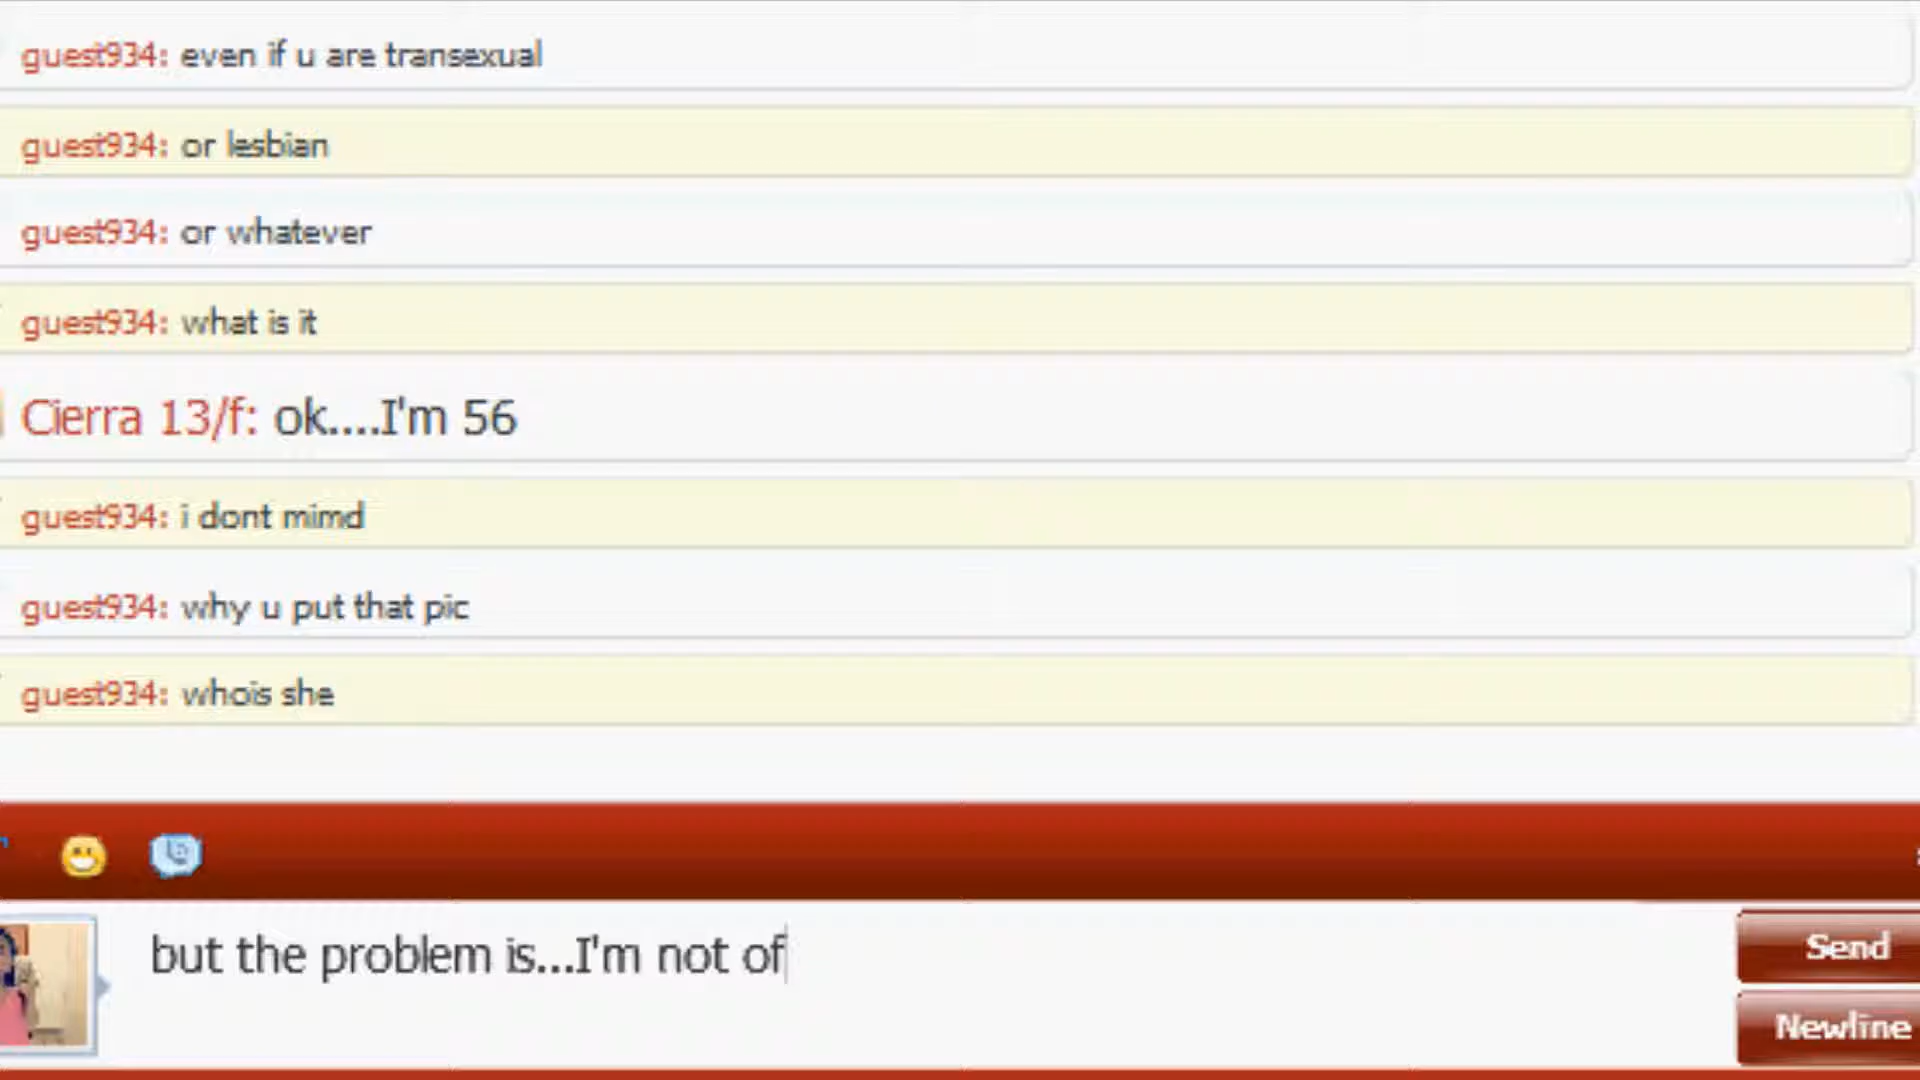 guest934: even if u are transexual
guest934: or lesbian
guest934: or whatever
guest934: what is it
Cierra 13/f: ok....I'm 56
guest934: i dont mimd
guest934: why u put that pic
guest934: whois she
but the problem is...I'm not of
Send
Newline